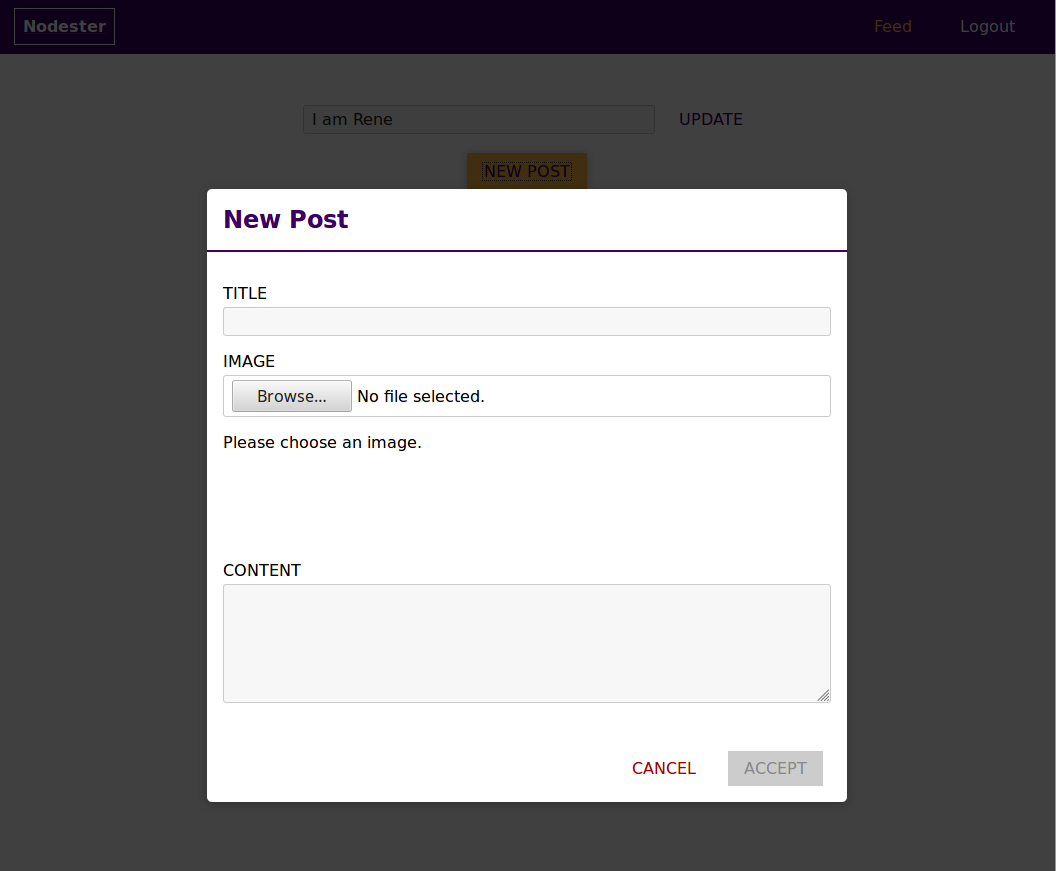 Nodester Feed Logout
I am Rene UPDATE
NEW POST
New Post
TITLE
IMAGE
Browse... No file selected.
Please choose an image.
CONTENT
CANCEL ACCEPT